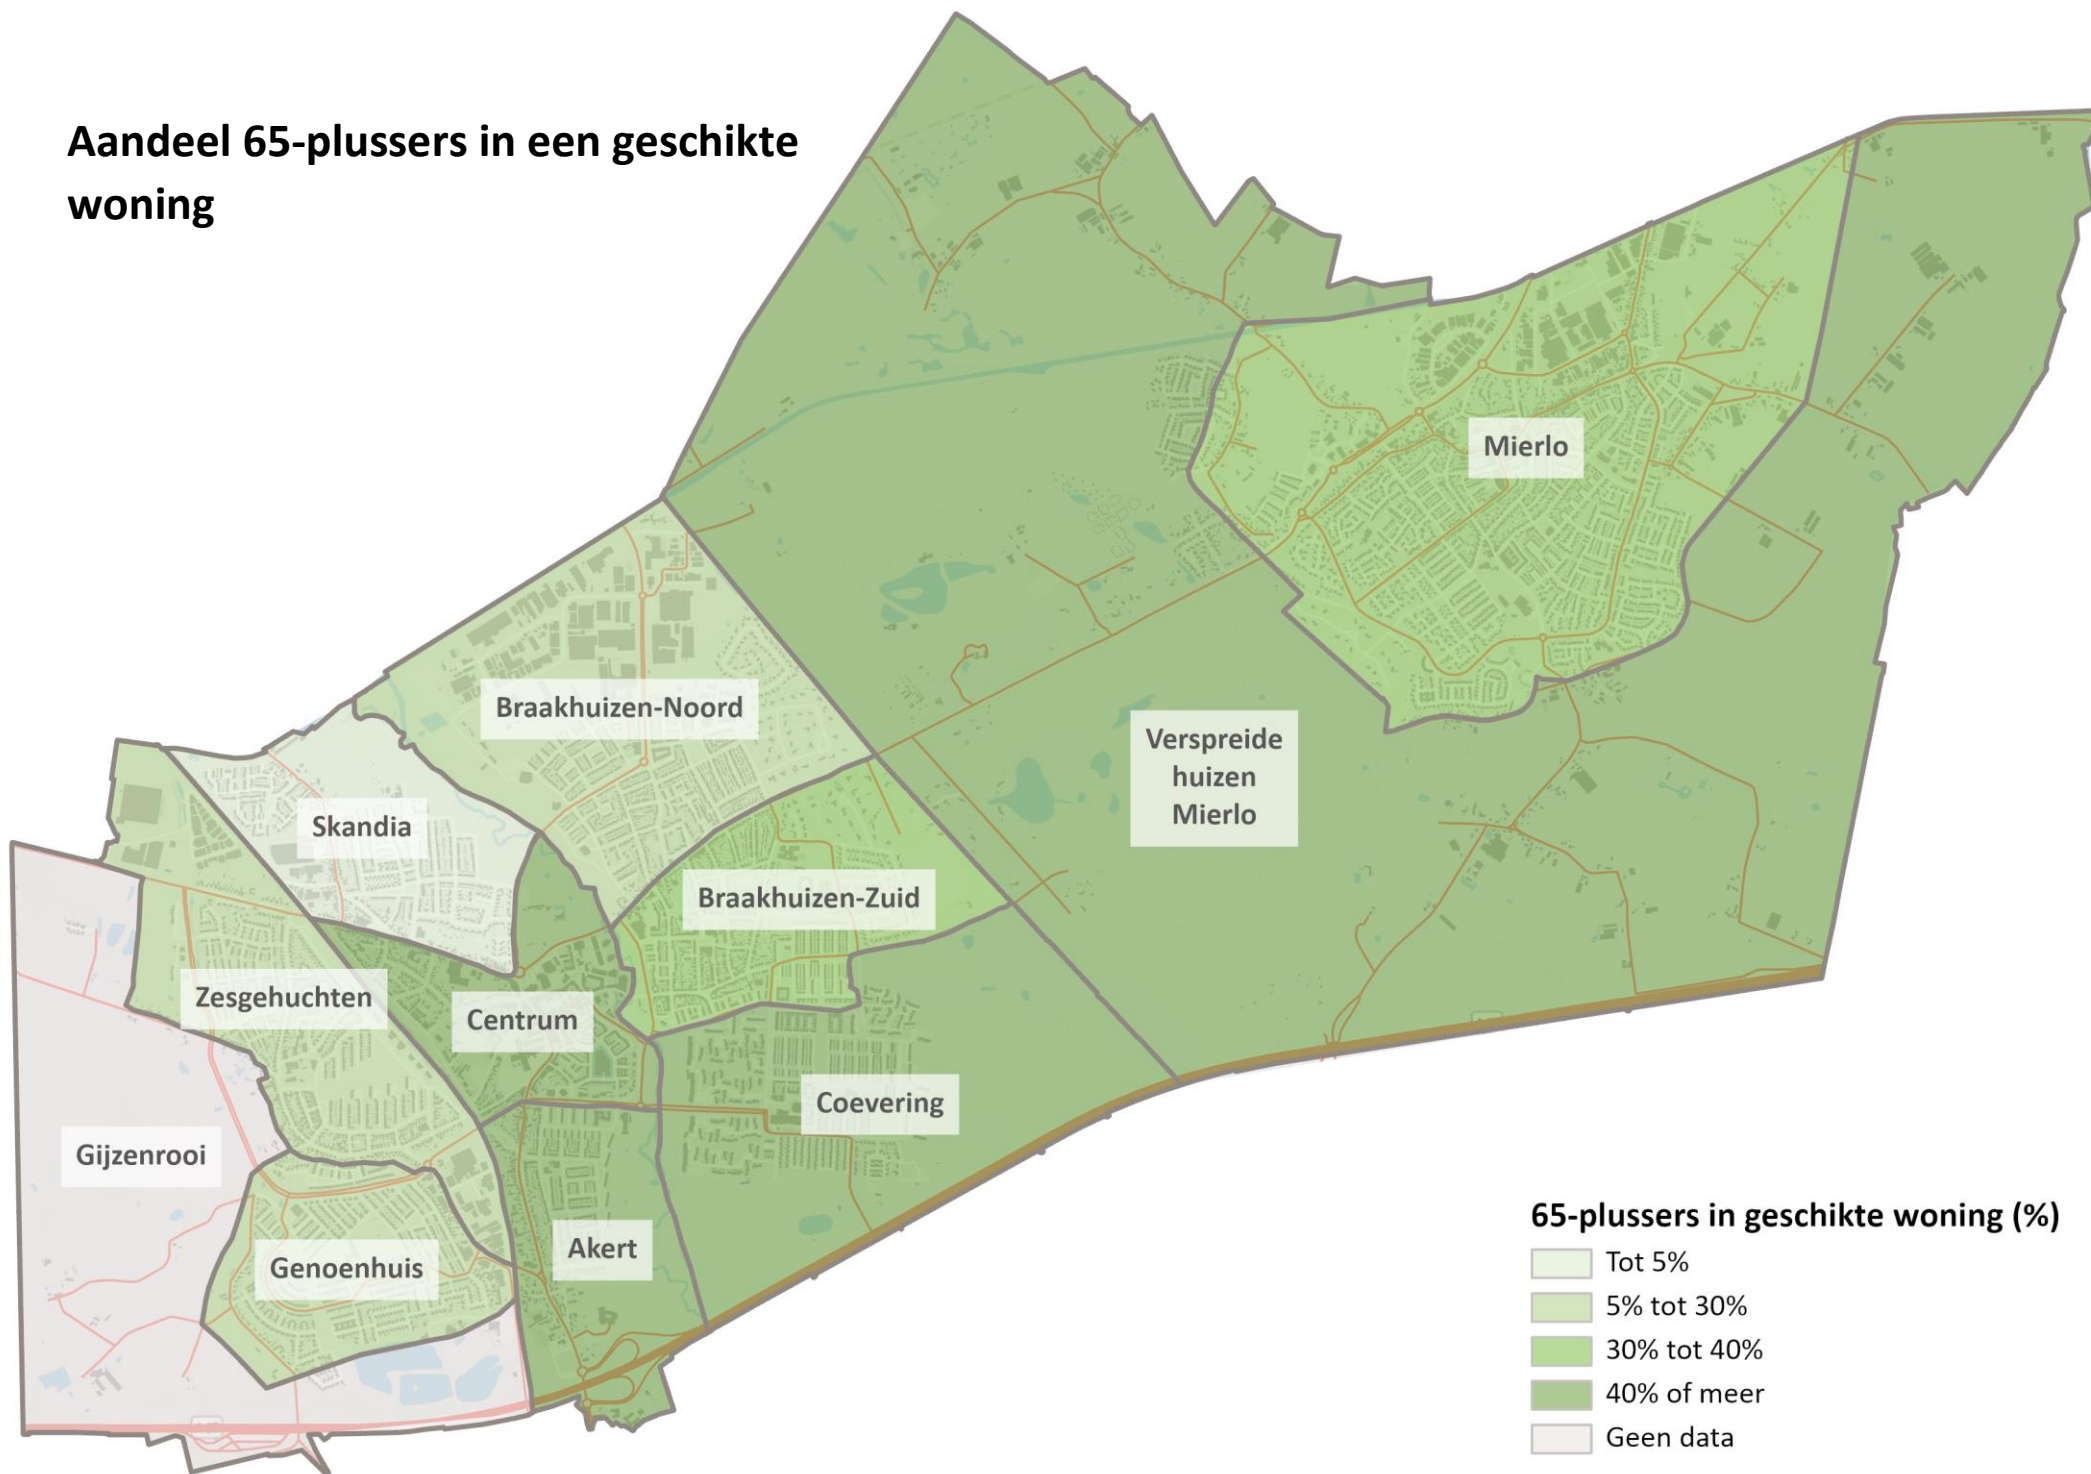 Aandeel 65-plussers in een geschikte
woning
Mierlo
Braakhuizen-Noord
Verspreide
huizen
Mierlo
Skandia
Braakhuizen-Zuid
Zesgehuchten
Centrum
Coevering
Gijzenrooi
Akert
Genoenhuis
65-plussers in geschikte woning (%)
Tot 5%
5% tot 30%
30% tot 40%
40% of meer
Geen data